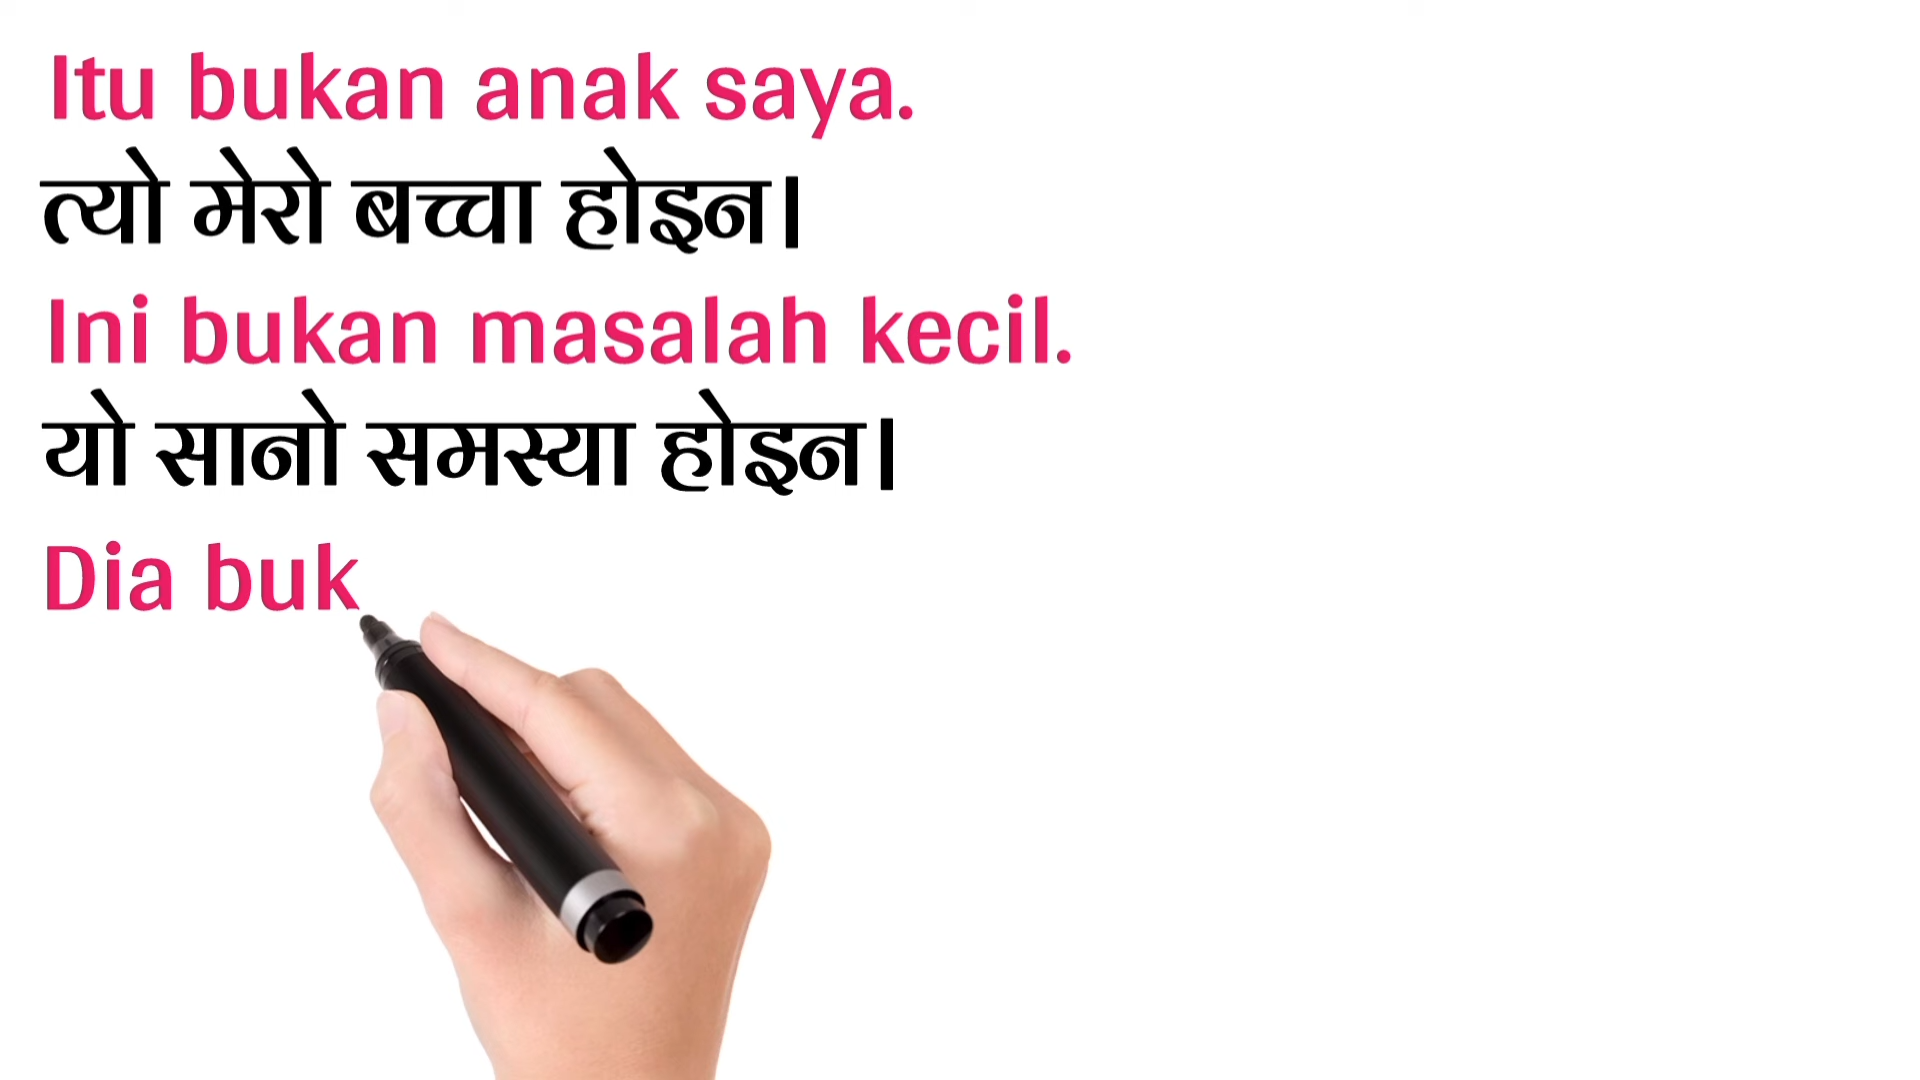 Itu bukan anak saya.
त्यो मेरो बच्चा होइन।
Ini bukan masalah kecil.
यो सानो समस्या होइन।
Dia buk